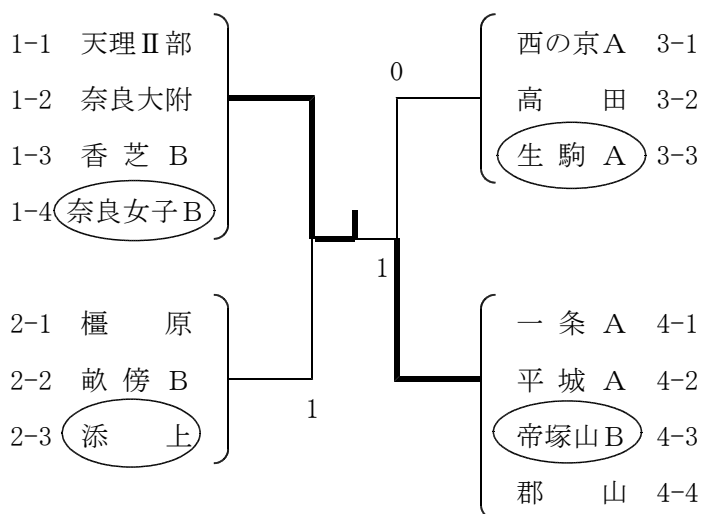 1-1 天理Ⅱ部
1-2 奈良大附
1-3 香芝B
1-4 奈良女子B
2-1 橿原
2-2 畝傍B
2-3 添上
0
1
1
西の京A 3-1
高田 3-2
生駒A 3-3
一条A 4-1
平城A 4-2
帝塚山B 4-3
郡山 4-4